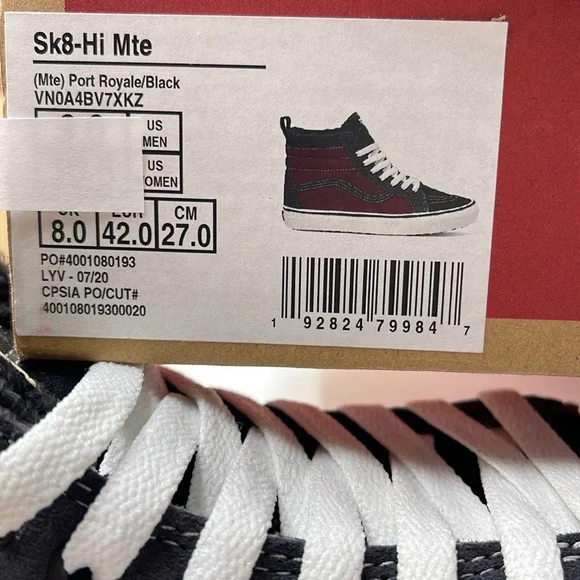 Sk8-Hi Mte
(Mte) Port Royale/Black
VN0A4BV7XKZ
US
MEN
US
OMEN
CM
8.0 42.0 27.0
PO#4001080193
LYV - 07/20
CPSIA PO/CUT#
400108019300020
1 92824 79984 7